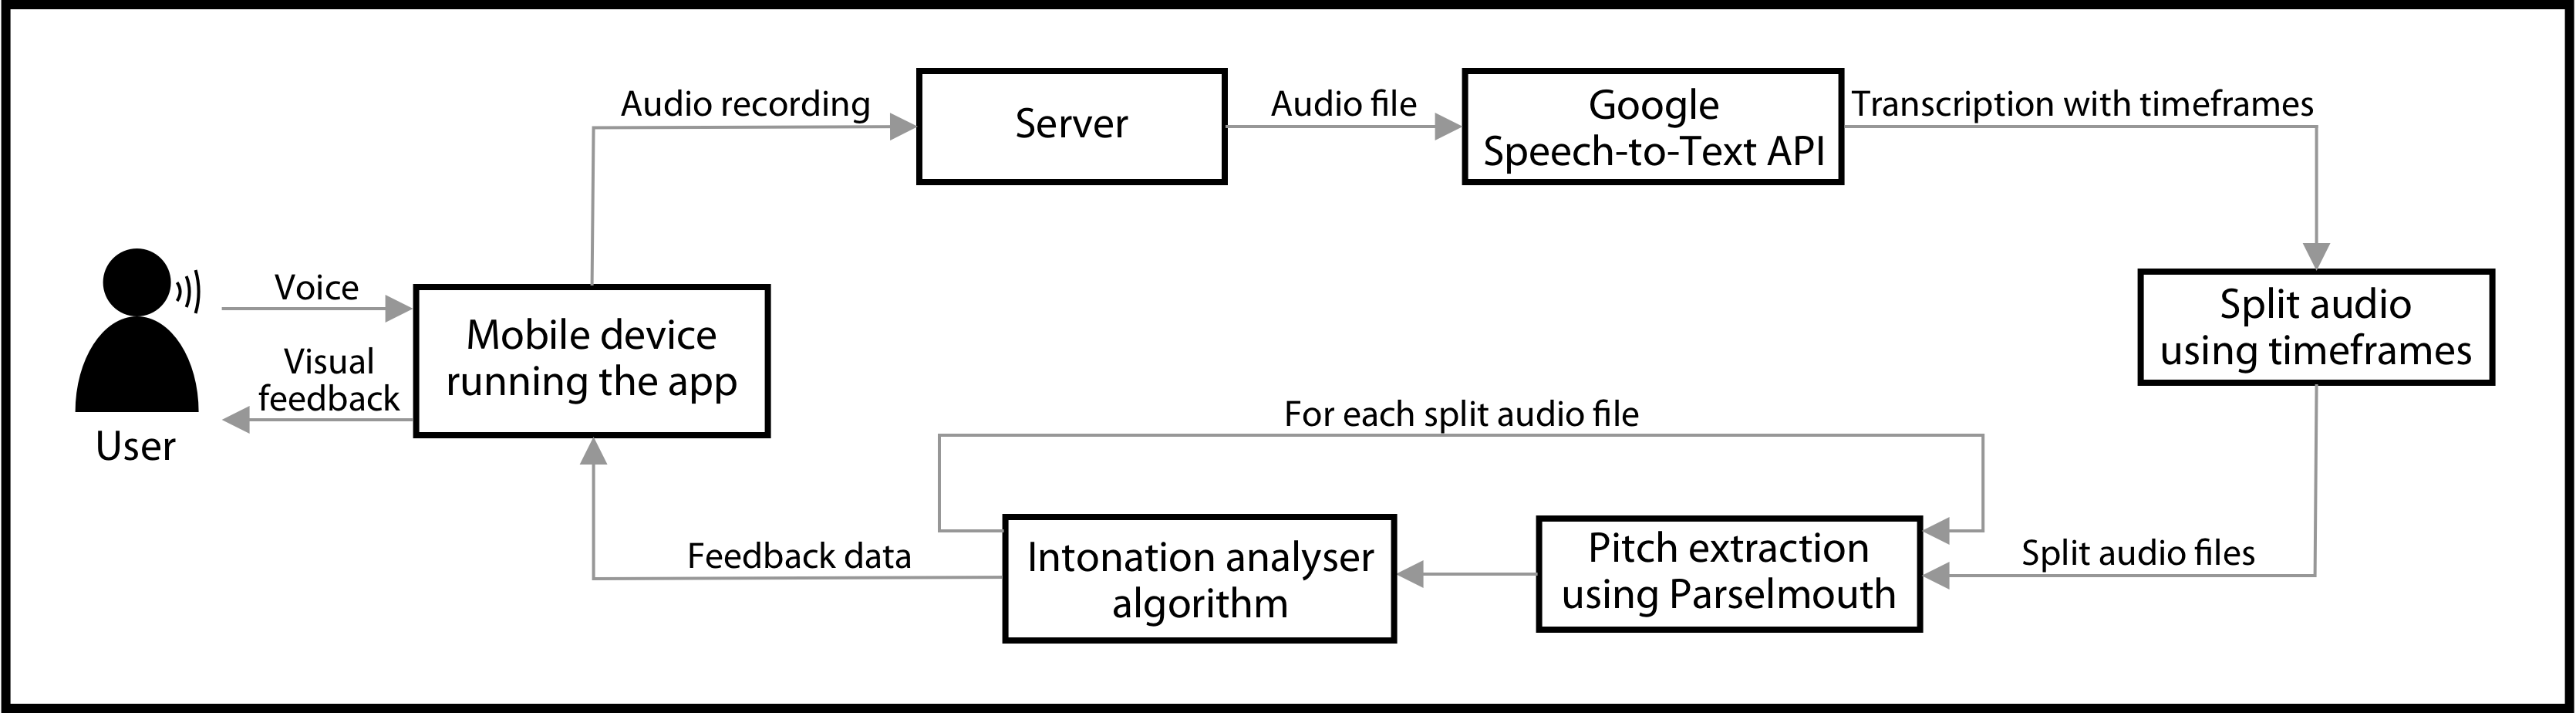 Audio recording
Server
Audio file
Google
Speech-to-Text API
Transcription with timeframes
Voice
Visual
feedback
User
Mobile device
running the app
Split audio
using timeframes
For each split audio file
Feedback data
Intonation analyser
algorithm
Pitch extraction
using Parselmouth
Split audio files